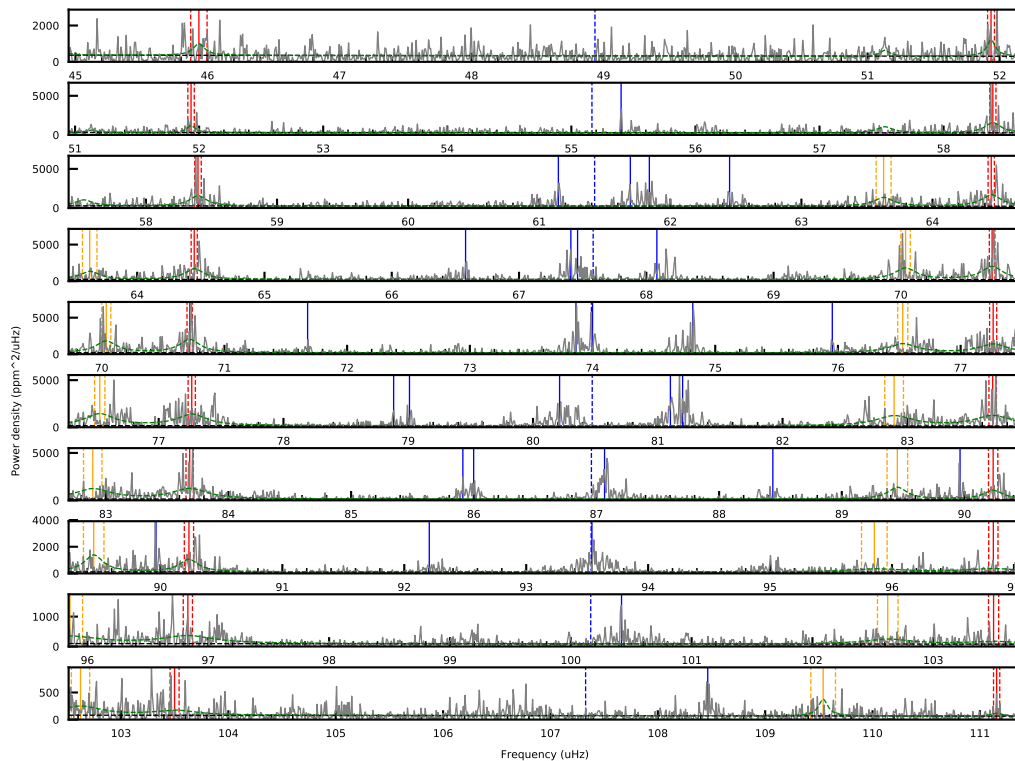 2000
0
45 46 47 48 49 50 51 52
5000
0
51 52 53 54 55 56 57 58
5000
0
58 59 60 61 62 63 64
5000
0
64 65 66 67 68 69 70
5000
0
70 71 72 73 74 75 76 77
5000
0
77 78 79 80 81 82 83
5000
0
83 84 85 86 87 88 89 90
4000
2000
0
90 91 92 93 94 95 96 9
1000
0
96 97 98 99 100 101 102 103
500
0
103 104 105 106 107 108 109 110 111
Power density (ppm^2/uHz)
Frequency (uHz)